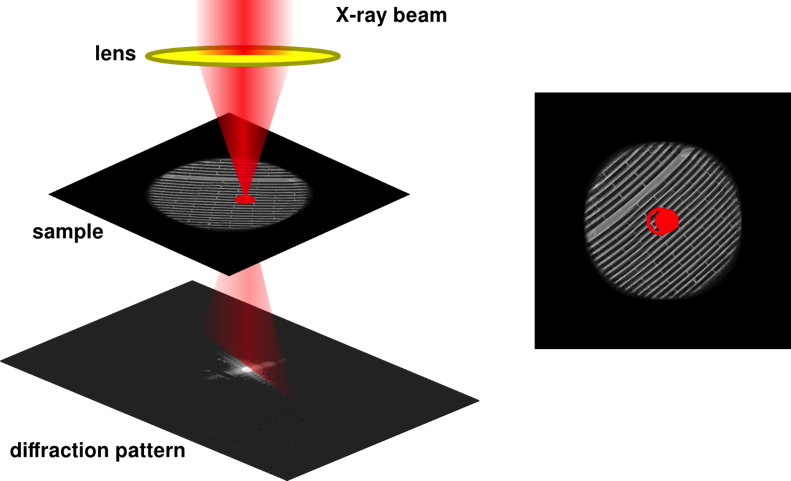 X-ray beam
lens
sample
diffraction pattern